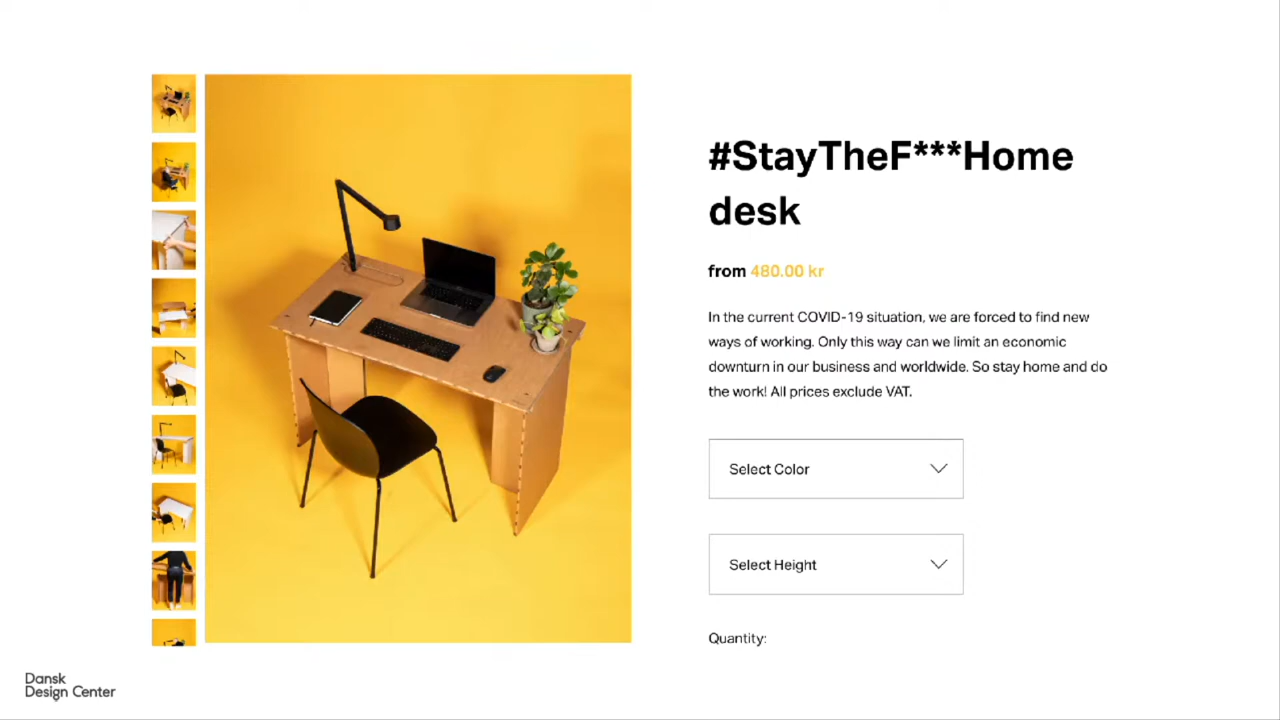 #StayTheF***Home
desk
from 480.00 kr
In the current COVID-19 situation, we are forced to find new
ways of working. Only this way can we limit an economic
downturn in our business and worldwide. So stay home and do
the work! All prices exclude VAT.
Select Color
Select Height
Quantity:
Dansk
Design Center